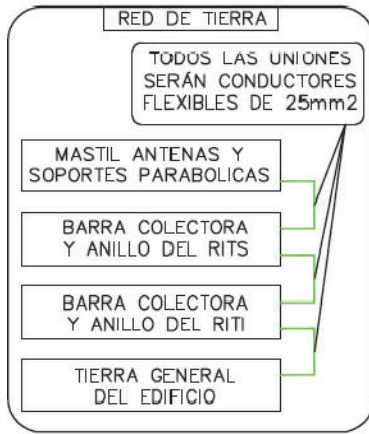 RED DE TIERRA
TODOS LAS UNIONES
SERÁN CONDUCTORES
FLEXIBLES DE 25mm2
MASTIL ANTENAS Y
SOPORTES PARABOLICAS
BARRA COLECTORA
Y ANILLO DEL RITS
BARRA COLECTORA
Y ANILLO DEL RITI
TIERRA GENERAL
DEL EDIFICIO